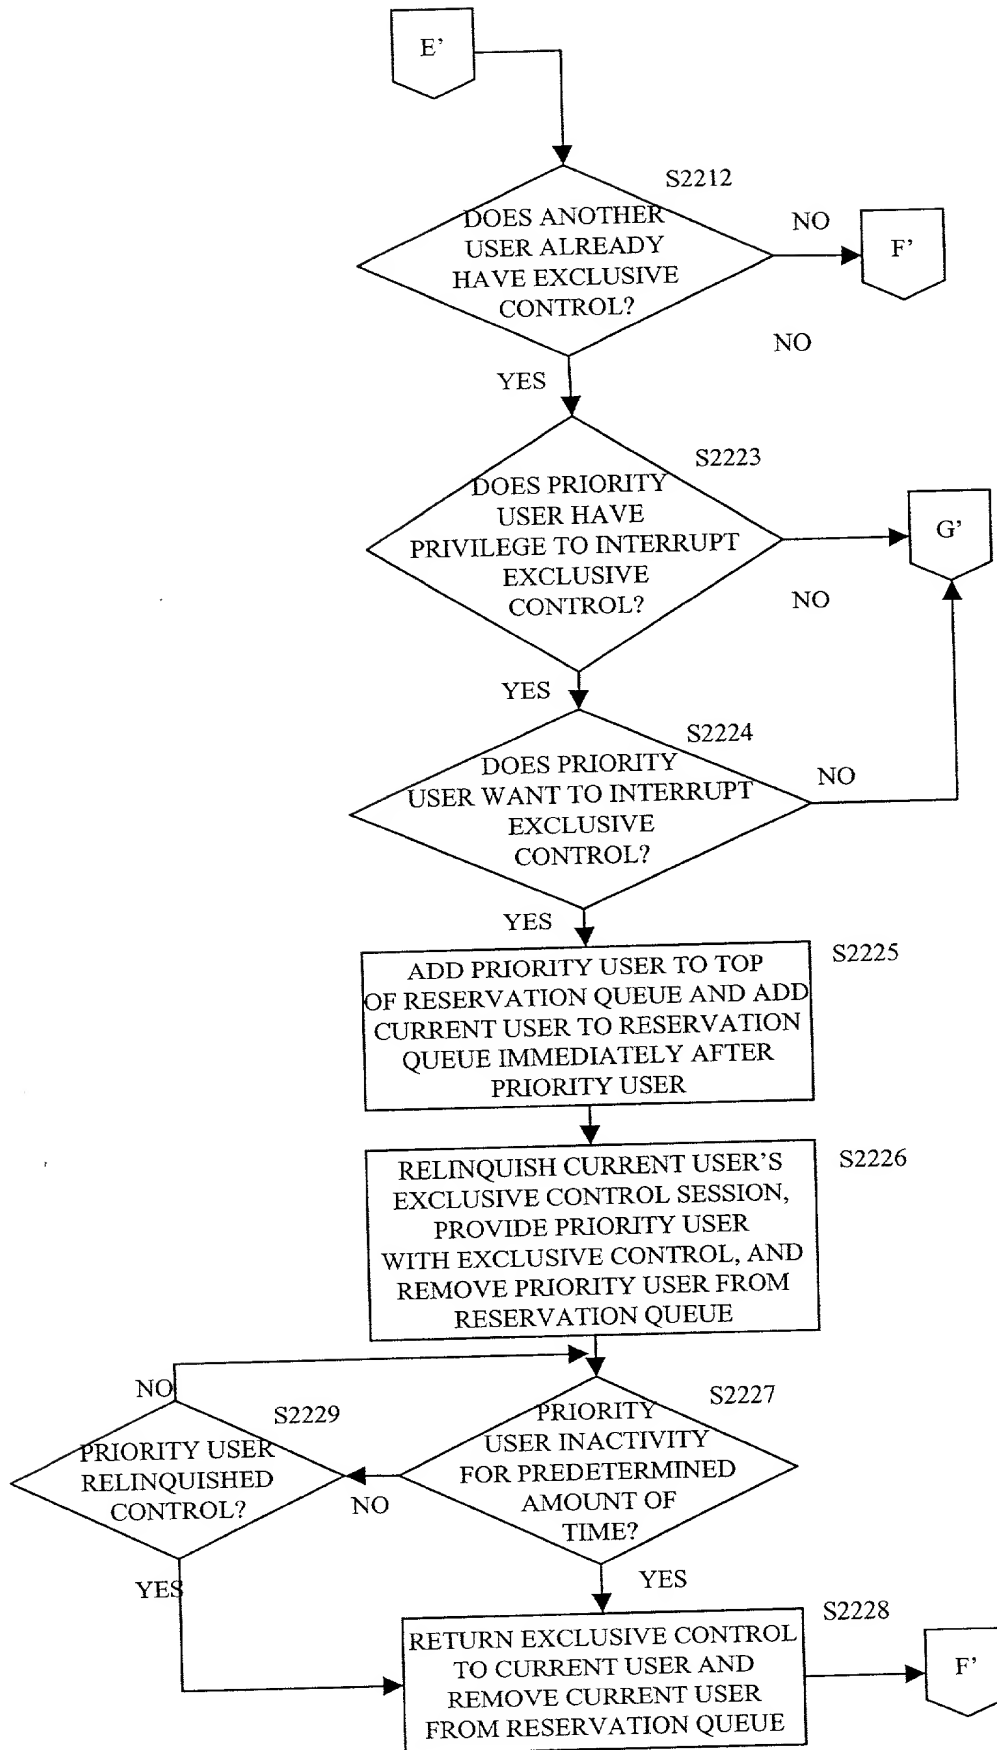 E'
S2212
DOES ANOTHER
USER ALREADY
HAVE EXCLUSIVE
CONTROL?
NO
F'
NO
YES
S2223
DOES PRIORITY
USER HAVE
PRIVILEGE TO INTERRUPT
EXCLUSIVE
CONTROL?
G'
NO
YES
S2224
DOES PRIORITY
USER WANT TO INTERRUPT
EXCLUSIVE
CONTROL?
NO
YES
S2225
ADD PRIORITY USER TO TOP
OF RESERVATION QUEUE AND ADD
CURRENT USER TO RESERVATION
QUEUE IMMEDIATELY AFTER
PRIORITY USER
S2226
RELINQUISH CURRENT USER'S
EXCLUSIVE CONTROL SESSION,
PROVIDE PRIORITY USER
WITH EXCLUSIVE CONTROL, AND
REMOVE PRIORITY USER FROM
RESERVATION QUEUE
NO
S2229
PRIORITY USER
RELINQUISHED
CONTROL?
S2227
PRIORITY
USER INACTIVITY
FOR PREDETERMINED
AMOUNT OF
TIME?
NO
YES
YES
S2228
RETURN EXCLUSIVE CONTROL
TO CURRENT USER AND
REMOVE CURRENT USER
FROM RESERVATION QUEUE
F'